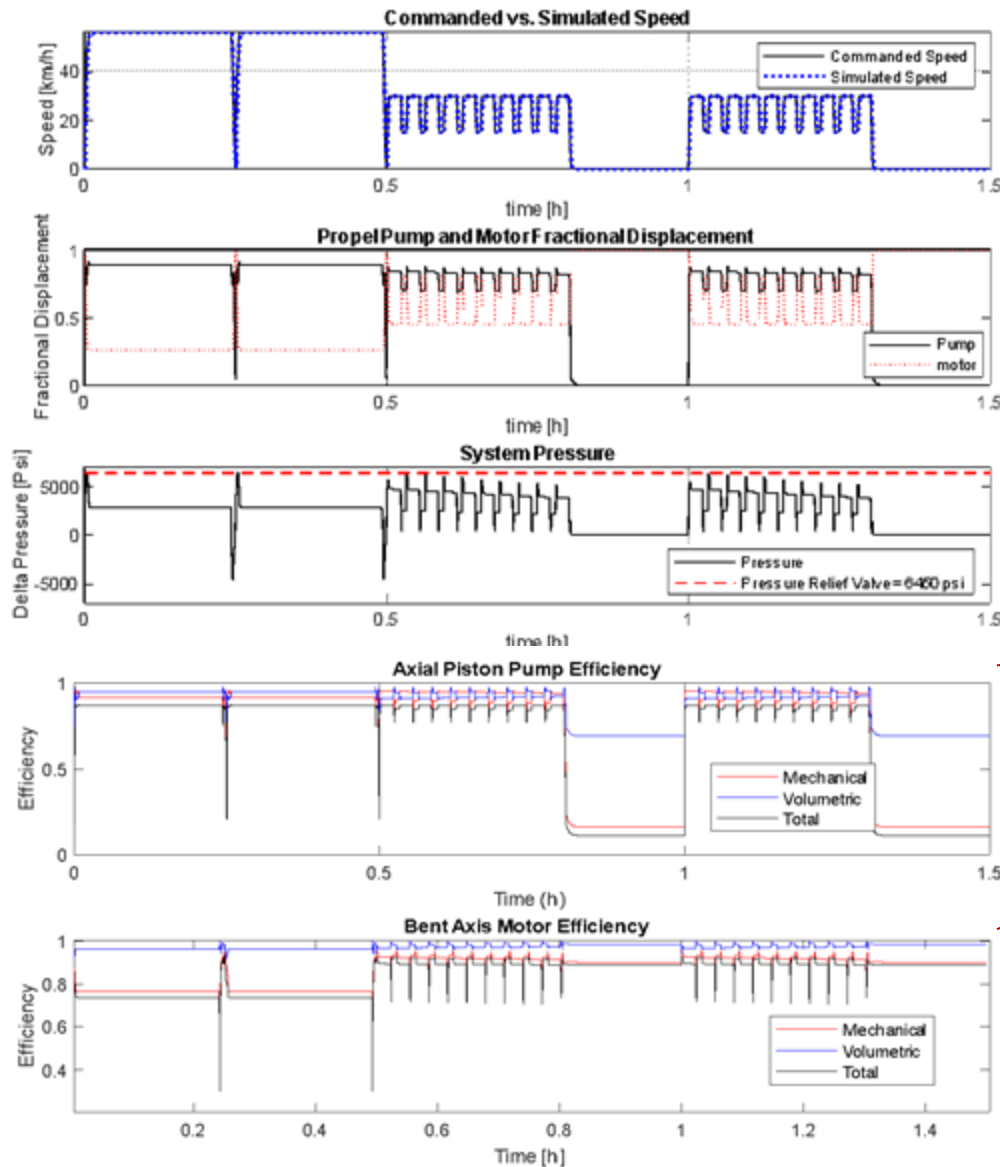 Commanded vs. Simulated Speed
Speed [km/h]
40
20
0
Commanded Speed
Simulated Speed
0 0.5 1 1.5
time [h]
Propel Pump and Motor Fractional Displacement
Fractional Displacement
1
0.5
0
Pump
motor
0 0.5 1 1.5
time [h]
System Pressure
Delta Pressure [Psi]
5000
0
-5000
Pressure
Pressure Relief Valve = 6460 psi
0 0.5 1 1.5
time [h]
Axial Piston Pump Efficiency
Efficiency
1
0.5
0
Mechanical
Volumetric
Total
0 0.5 1 1.5
Time (h)
Bent Axis Motor Efficiency
Efficiency
1
0.8
0.6
0.4
Mechanical
Volumetric
Total
0.2 0.4 0.6 0.8 1 1.2 1.4
Time [h]